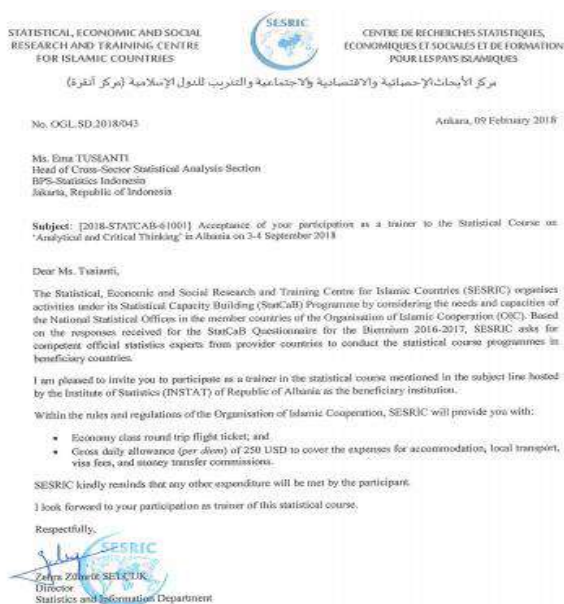 STATISTICAL, ECONOMIC AND SOCIAL
RESEARCH AND TRAINING CENTRE
FOR ISLAMIC COUNTRIES
SESRIC
CENTRE DE RECHERCHES STATISTIQUES,
ECONOMIQUES ET SOCIALES ET DE FORMATION
POUR LES PAYS ISLAMIQUES
مركز الأبحاث الإحصائية والاقتصادية والاجتماعية والتدريب للدول الإسلامية (مركز أنقرة)
No. OGL.SD.2018/043
Ankara, 09 February 2018
Ms. Ema TUSIANTI
Head of Cross-Sector Statistical Analysis Section
BPS-Statistics Indonesia
Jakarta, Republic of Indonesia
Subject: [2018-STATCAB-61001] Acceptance of your participation as a trainer to the Statistical Course on
"Analytical and Critical Thinking" in Albania on 3-4 September 2018
Dear Ms. Tusianti,
The Statistical, Economic and Social Research and Training Centre for Islamic Countries (SESRIC) organises
activities under its Statistical Capacity Building (StatCaB) Programme by considering the needs and capacities of
the National Statistical Offices in the member countries of the Organisation of Islamic Cooperation (OIC). Based
on the responses received for the StatCaB Questionnaire for the Biennium 2016-2017, SESRIC asks for
competent official statistics experts from provider countries to conduct the statistical course programmes in
beneficiary countries.
I am pleased to invite you to participate as a trainer in the statistical course mentioned in the subject line hosted
by the Institute of Statistics (INSTAT) of Republic of Albania as the beneficiary institution.
Within the rules and regulations of the Organisation of Islamic Cooperation, SESRIC will provide you with:
• Economy class round trip flight ticket; and
• Gross daily allowance (per diem) of 250 USD to cover the expenses for accommodation, local transport,
visa fees, and money transfer commissions.
SESRIC kindly reminds that any other expenditure will be met by the participant.
I look forward to your participation as trainer of this statistical course.
Respectfully,
SESRIC
Zehra Zümrüt SELÇUK
Director
Statistics and Information Department